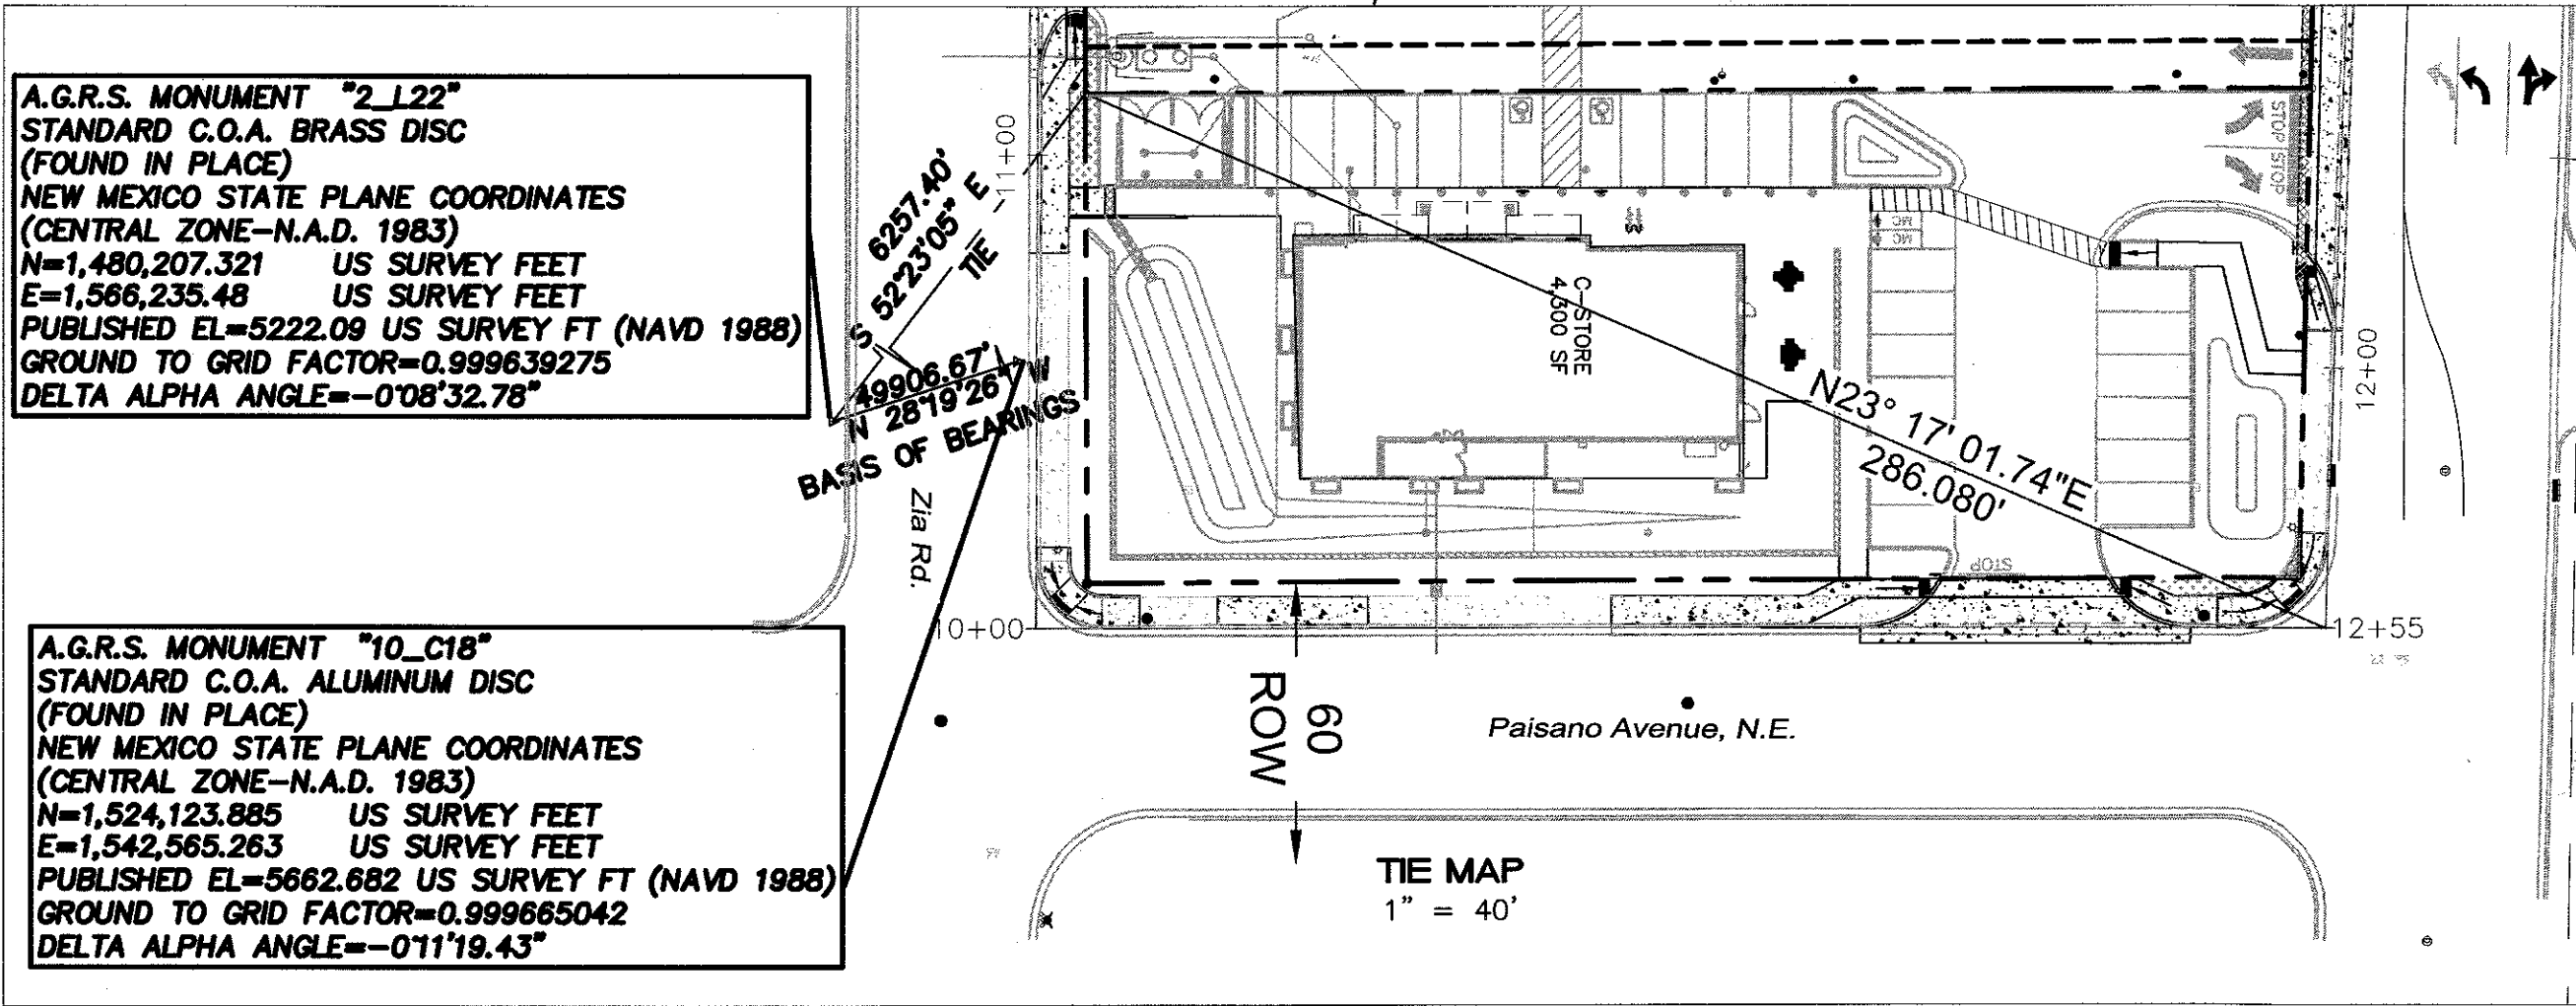 A.G.R.S. MONUMENT "2_L22"
STANDARD C.O.A. BRASS DISC
(FOUND IN PLACE)
NEW MEXICO STATE PLANE COORDINATES
(CENTRAL ZONE-N.A.D. 1983)
N=1,480,207.321 US SURVEY FEET
E=1,566,235.48 US SURVEY FEET
PUBLISHED EL=5222.09 US SURVEY FT (NAVD 1988)
GROUND TO GRID FACTOR=0.999639275
DELTA ALPHA ANGLE=-0°08'32.78"
A.G.R.S. MONUMENT "10_C18"
STANDARD C.O.A. ALUMINUM DISC
(FOUND IN PLACE)
NEW MEXICO STATE PLANE COORDINATES
(CENTRAL ZONE-N.A.D. 1983)
N=1,524,123.885 US SURVEY FEET
E=1,542,565.263 US SURVEY FEET
PUBLISHED EL=5662.682 US SURVEY FT (NAVD 1988)
GROUND TO GRID FACTOR=0.999665042
DELTA ALPHA ANGLE=-0°11'19.43"
6257.40'
S 52°23'05" E
TIE
49906.67'
N 28°19'26" W
BASIS OF BEARINGS
Zia Rd.
11+00
10+00
C-STORE
4,300 SF
MC
MC
STOP
STOP
STOP
N23° 17' 01.74"E
286.080'
12+00
12+55
60
ROW
Paisano Avenue, N.E.
TIE MAP
1" = 40'